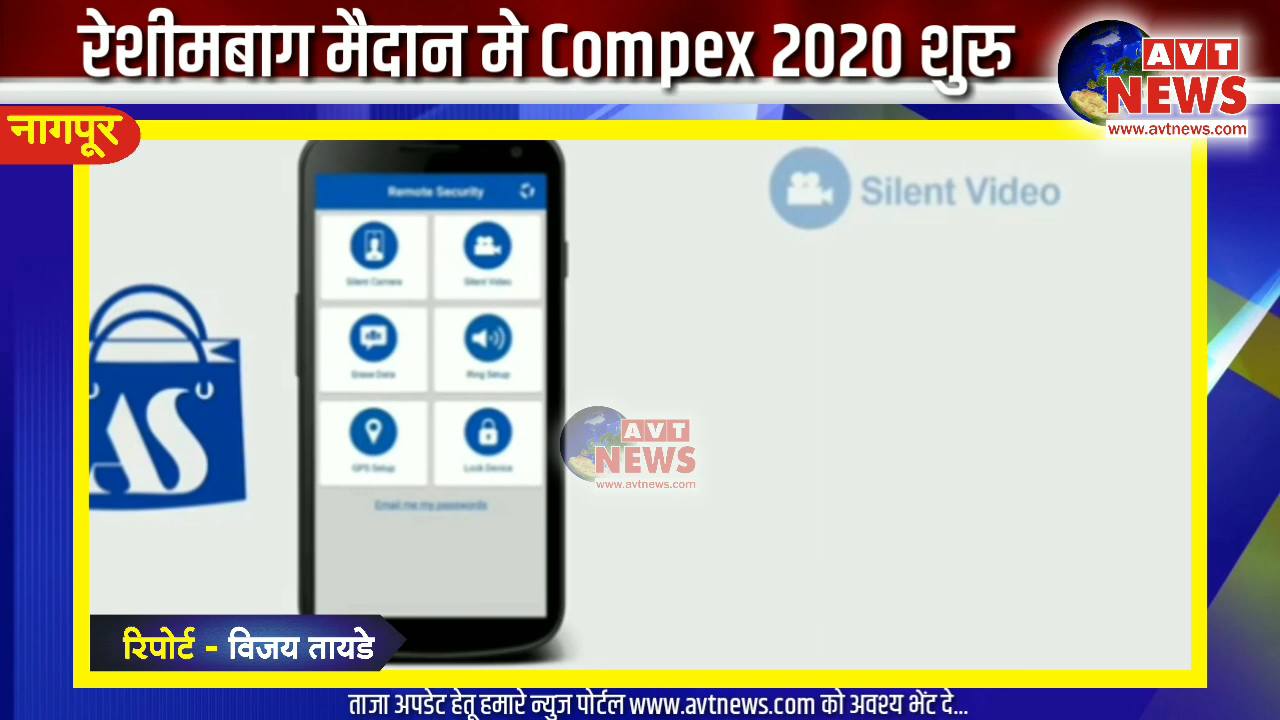 रेशीमबाग मैदान मे Compex 2020 शुरु
AVT
NEWS
www.avtnews.com
नागपूर
Silent Video
Remote Security
Silent Camera
Silent Video
Erase Data
Ring Setup
GPS Setup
Lock Device
Email me my passwords
AS
AVT
NEWS
www.avtnews.com
रिपोर्ट - विजय तायडे
ताजा अपडेट हेतू हमारे न्युज पोर्टल www.avtnews.com को अवश्य भेंट दे...